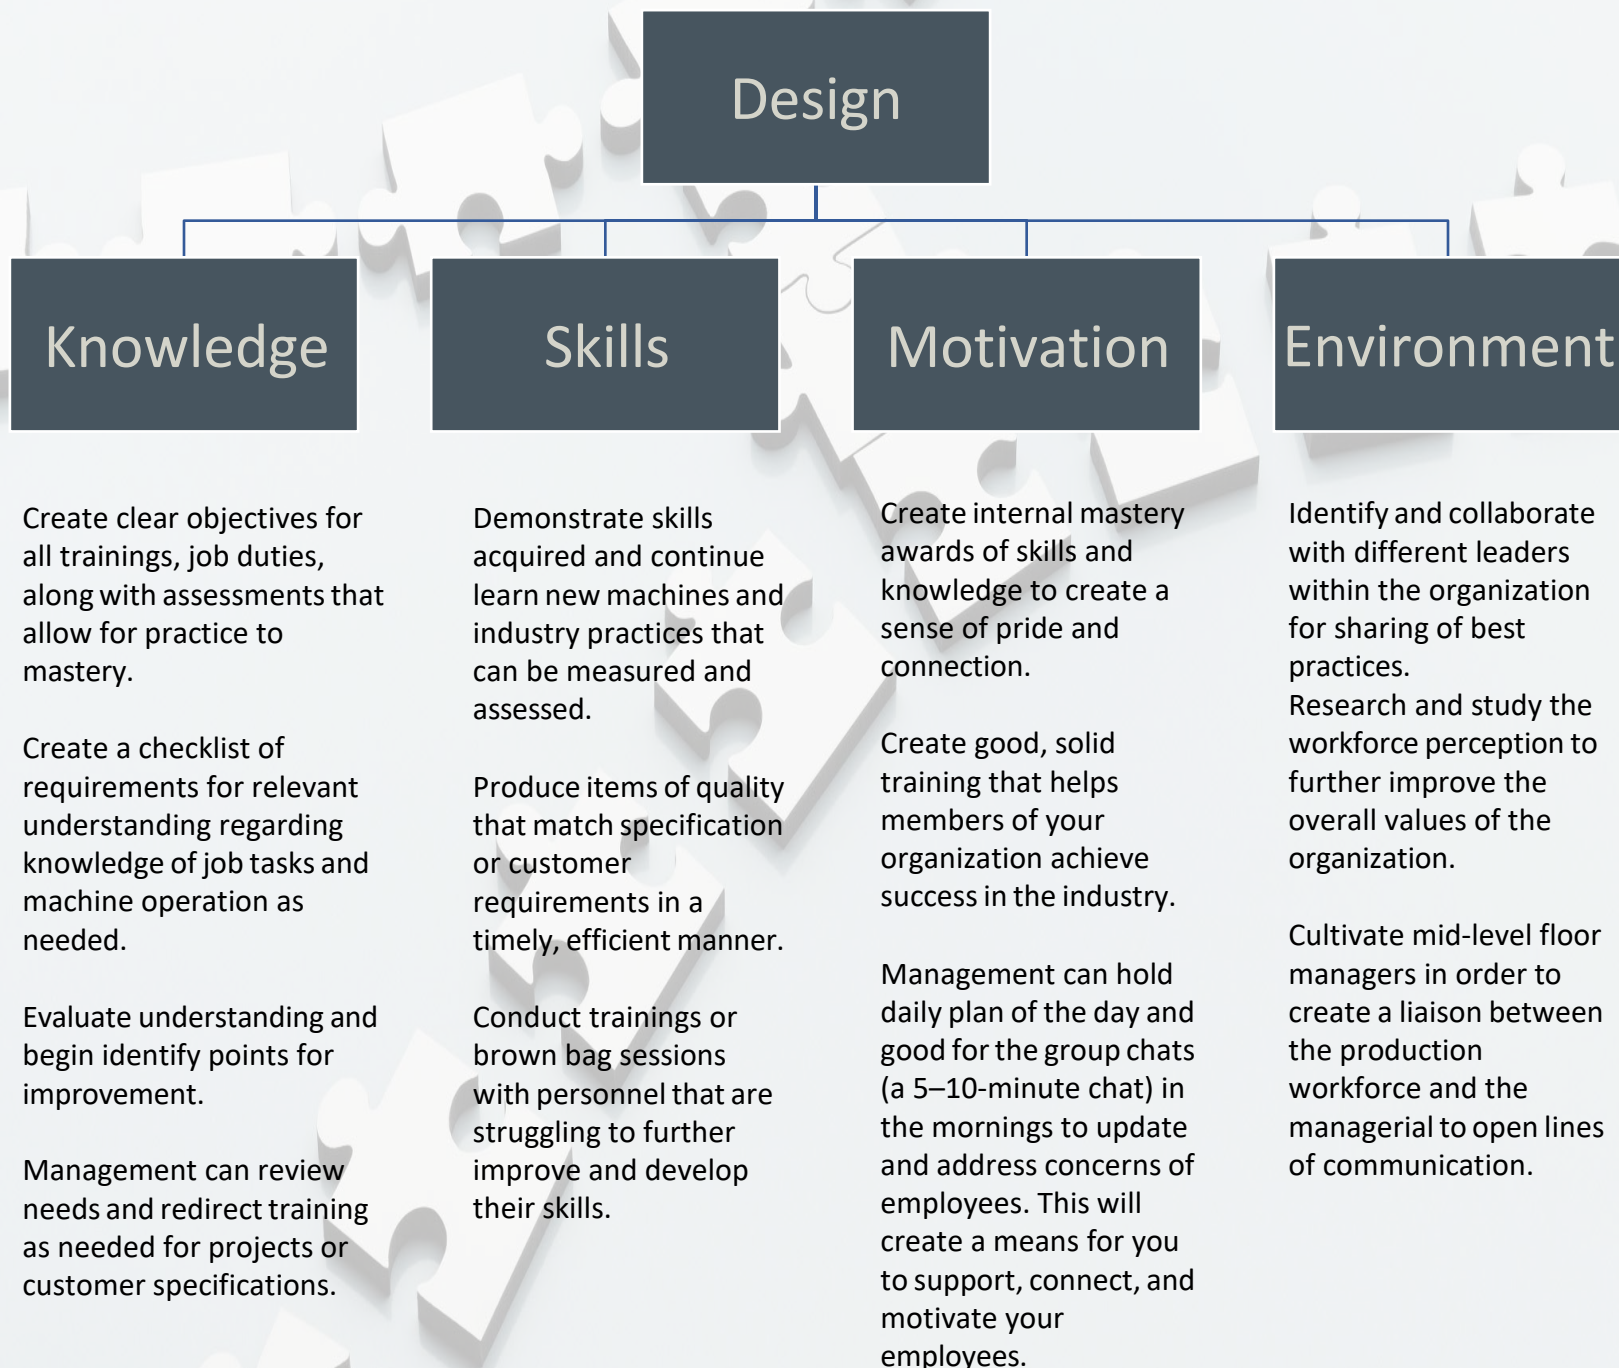 Design
Knowledge
Skills
Motivation
Environment
Create clear objectives for
all trainings, job duties,
along with assessments that
allow for practice to
mastery.
Create a checklist of
requirements for relevant
understanding regarding
knowledge of job tasks and
machine operation as
needed.
Evaluate understanding and
begin identify points for
improvement.
Management can review
needs and redirect training
as needed for projects or
customer specifications.
Demonstrate skills
acquired and continue
learn new machines and
industry practices that
can be measured and
assessed.
Produce items of quality
that match specification
or customer
requirements in a
timely, efficient manner.
Conduct trainings or
brown bag sessions
with personnel that are
struggling to further
improve and develop
their skills.
Create internal mastery
awards of skills and
knowledge to create a
sense of pride and
connection.
Create good, solid
training that helps
members of your
organization achieve
success in the industry.
Management can hold
daily plan of the day and
good for the group chats
(a 5–10-minute chat) in
the mornings to update
and address concerns of
employees. This will
create a means for you
to support, connect, and
motivate your
employees.
Identify and collaborate
with different leaders
within the organization
for sharing of best
practices.
Research and study the
workforce perception to
further improve the
overall values of the
organization.
Cultivate mid-level floor
managers in order to
create a liaison between
the production
workforce and the
managerial to open lines
of communication.